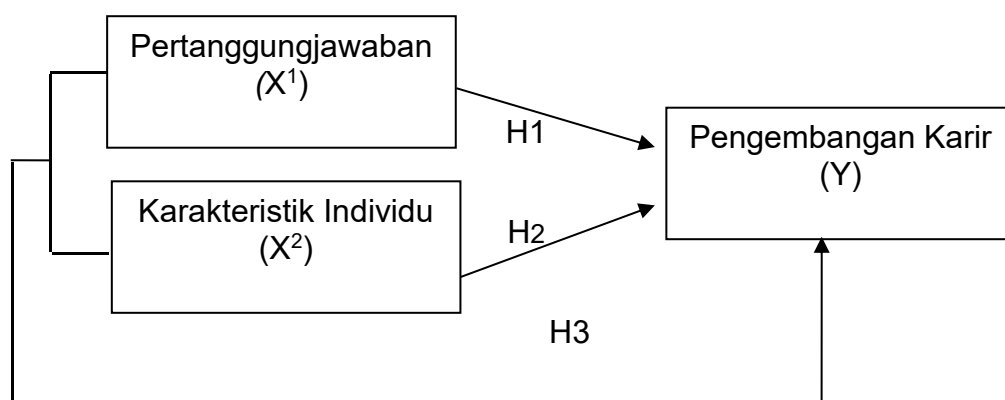 Pertanggungjawaban
(X¹)
H1
Pengembangan Karir
(Y)
Karakteristik Individu
(X²)
H2
H3